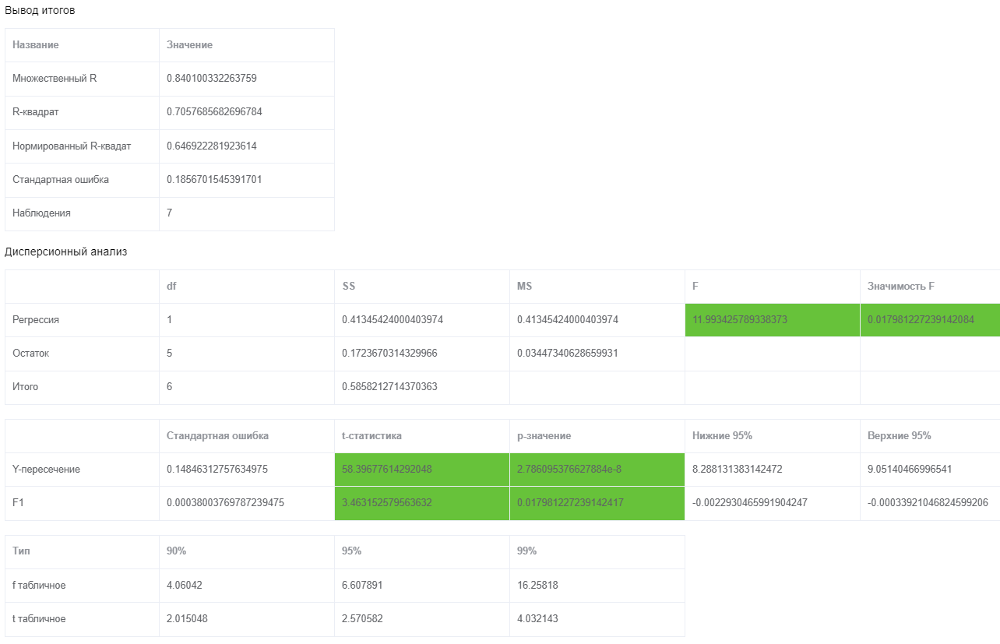 Вывод итогов
Название Значение
Множественный R 0.840100332263759
R-квадрат 0.7057685682696784
Нормированный R-квадат 0.646922281923614
Стандартная ошибка 0.1856701545391701
Наблюдения 7
Дисперсионный анализ
df SS MS F Значимость F
Регрессия 1 0.41345424000403974 0.41345424000403974 11.993425789338373 0.017981227239142084
Остаток 5 0.1723670314329966 0.03447340628659931
Итого 6 0.5858212714370363
Стандартная ошибка t-статистика p-значение Нижние 95% Верхние 95%
Y-пересечение 0.14846312757634975 58.39677614292048 2.786095376627884e-8 8.288131383142472 9.05140466996541
F1 0.00038003769787239475 3.463152579563632 0.017981227239142417 -0.0022930465991904247 -0.00033921046824599206
Тип 90% 95% 99%
f табличное 4.06042 6.607891 16.25818
t табличное 2.015048 2.570582 4.032143